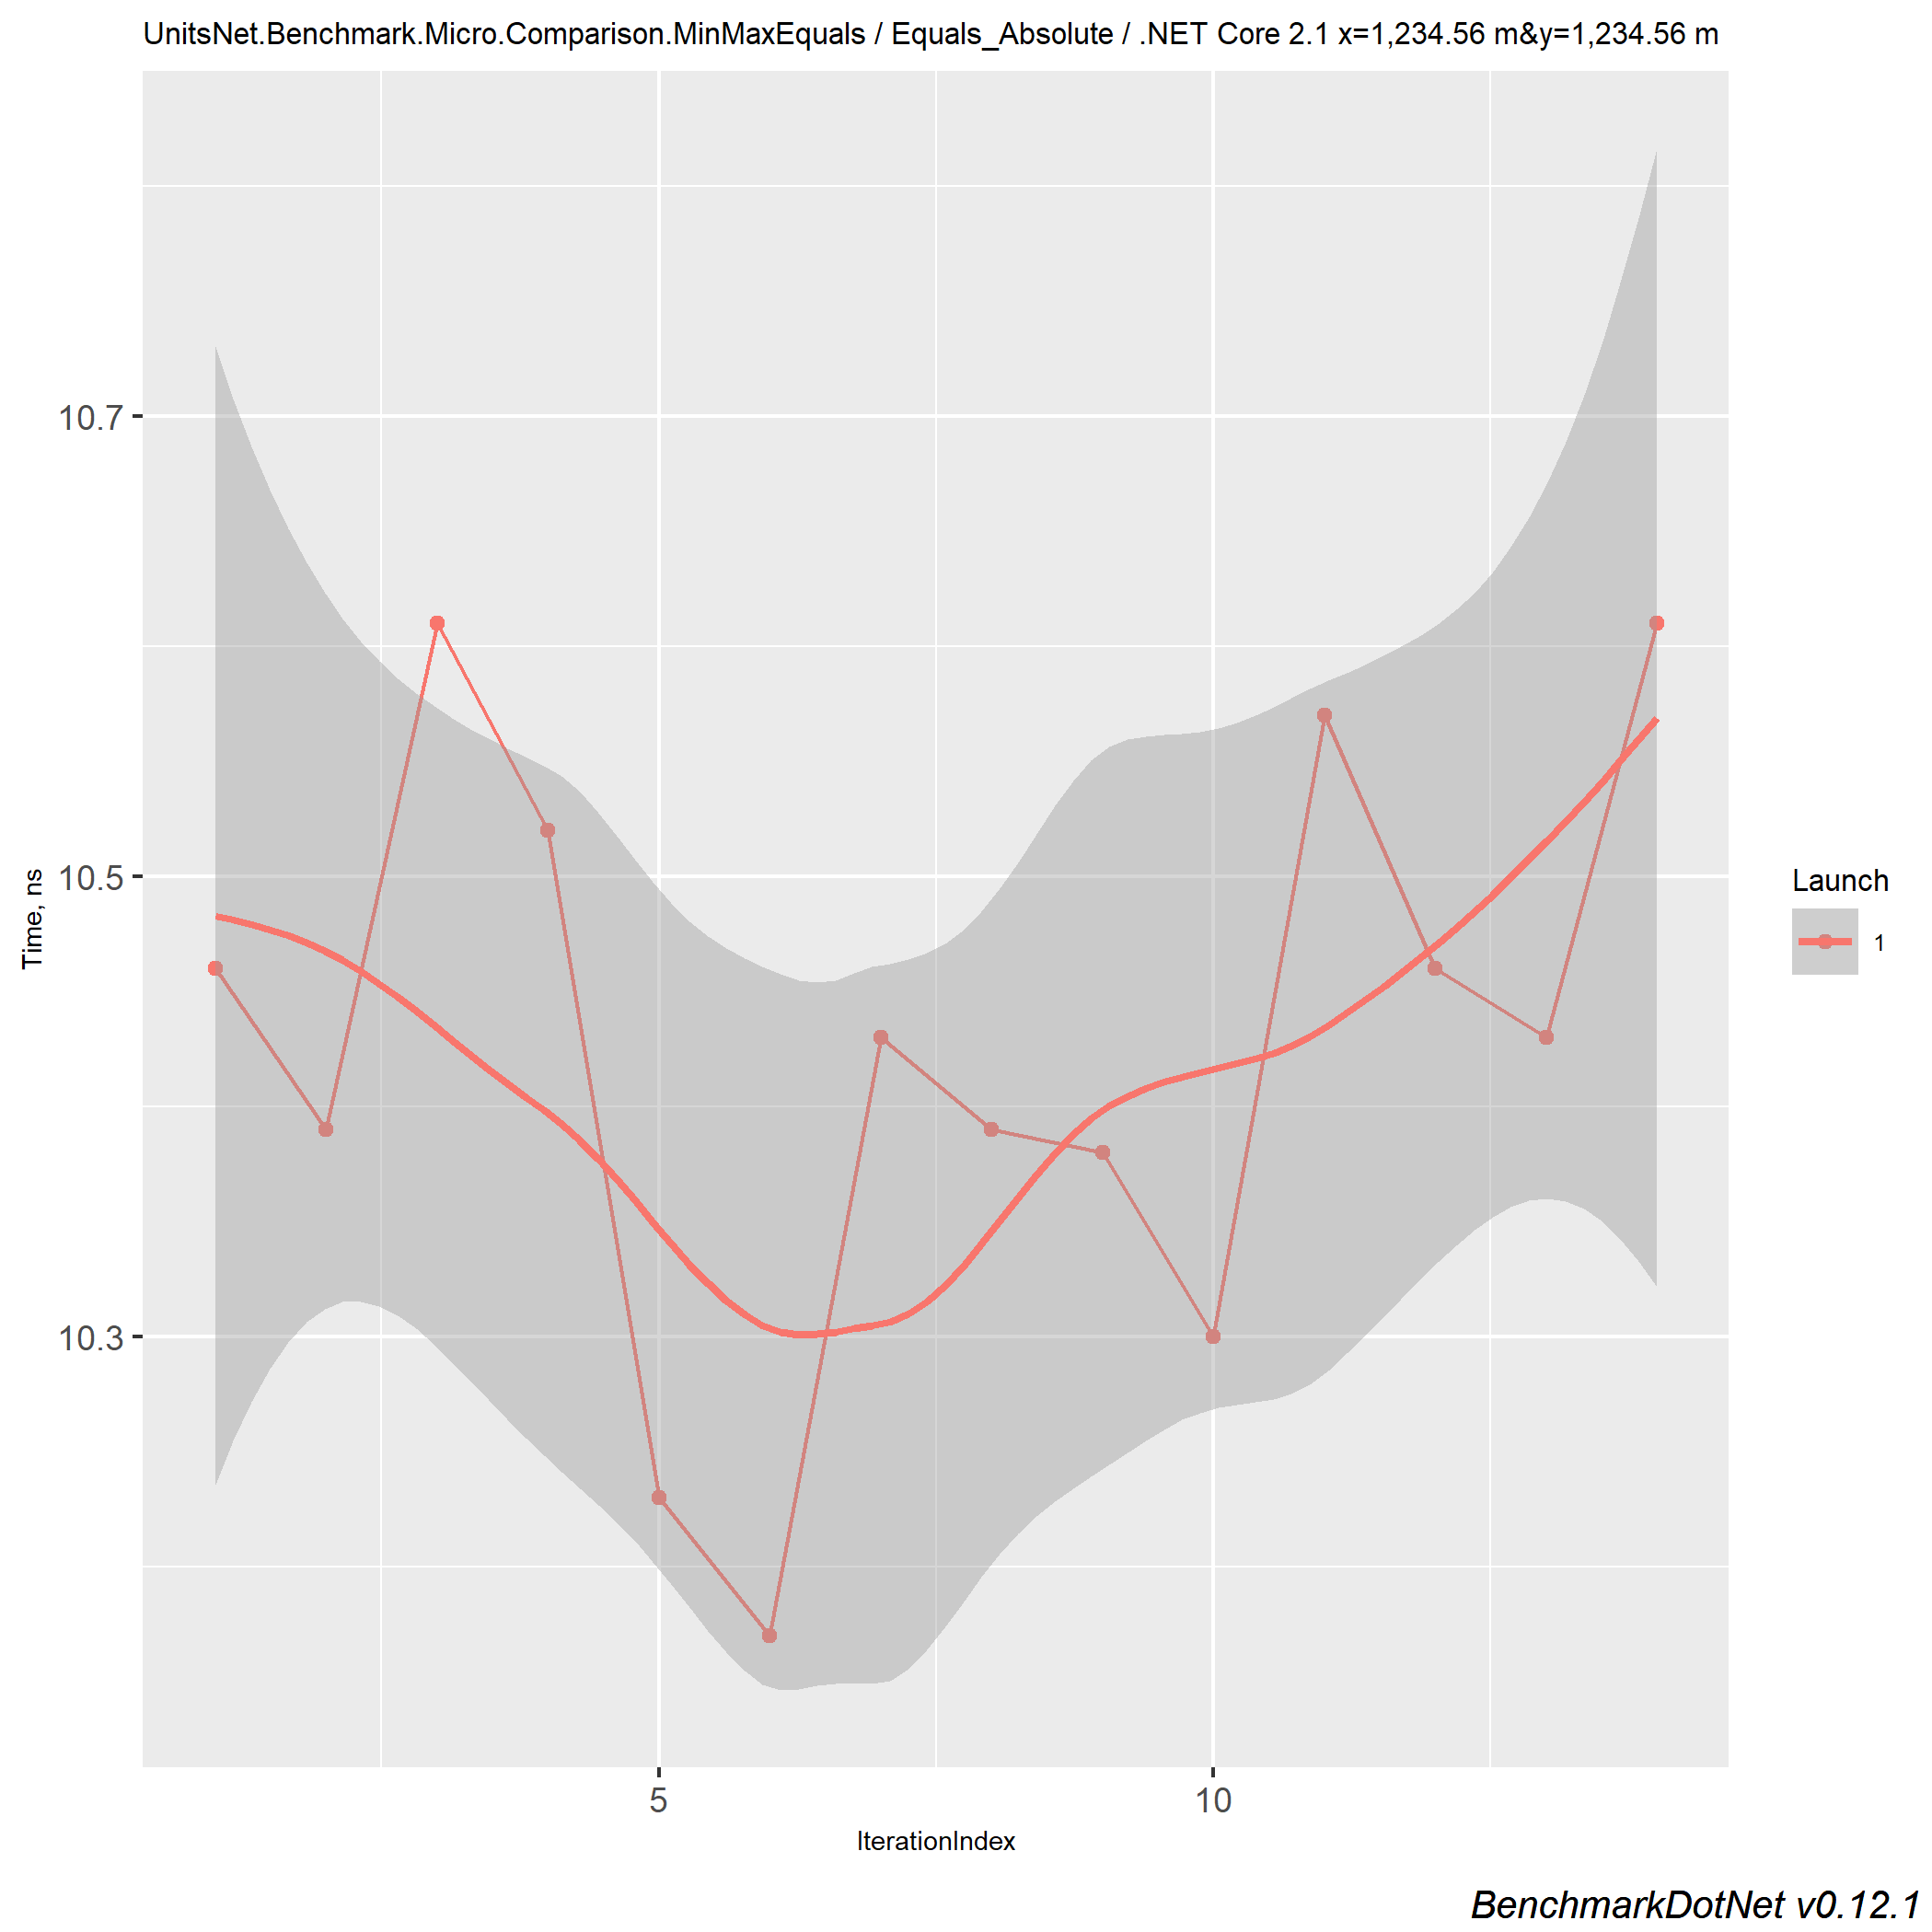 UnitsNet.Benchmark.Micro.Comparison.MinMaxEquals / Equals_Absolute / .NET Core 2.1 x=1,234.56 m&y=1,234.56 m
10.7
10.5
10.3
Time, ns
5
10
IterationIndex
Launch
1
BenchmarkDotNet v0.12.1